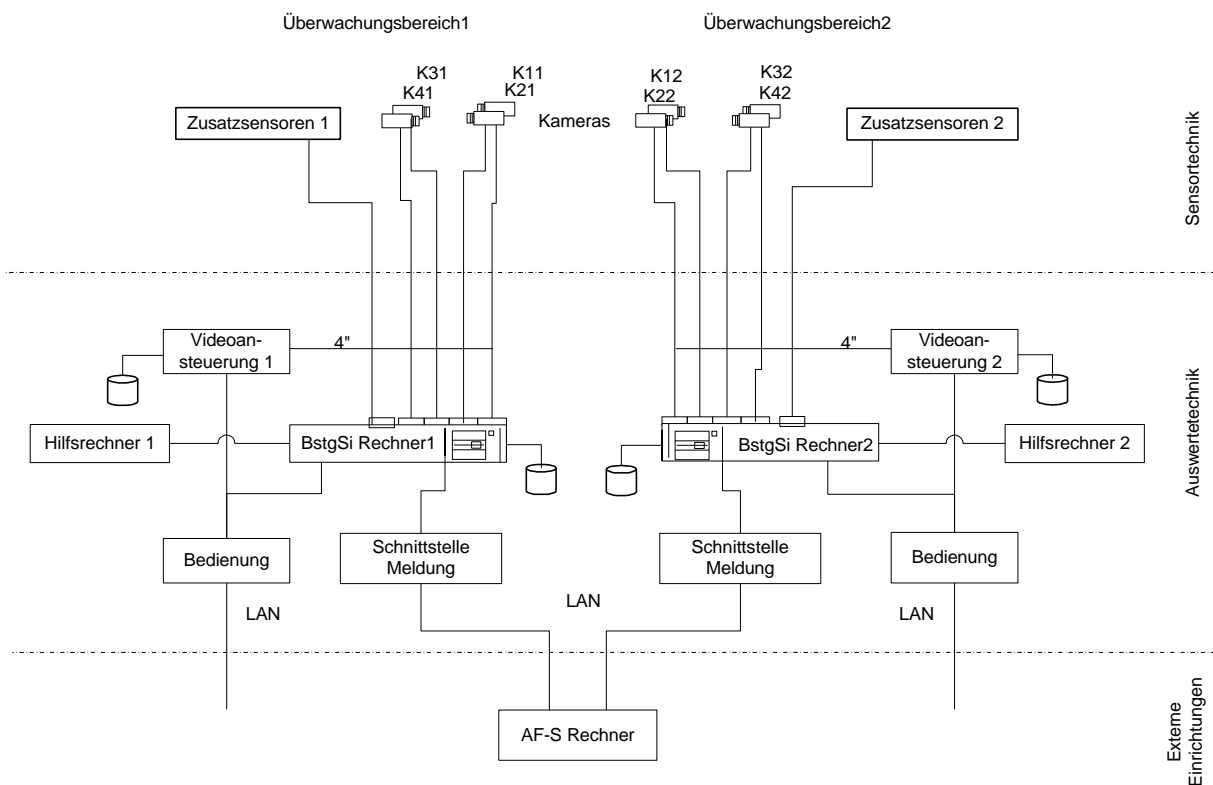 Überwachungsbereich1
Überwachungsbereich2
K31
K11
K41
K21
K12
K32
K22
K42
Zusatzsensoren 1
Kameras
Zusatzsensoren 2
Sensortechnik
Videoan-
steuerung 1
4"
4"
Videoan-
steuerung 2
Hilfsrechner 1
BstgSi Rechner1
BstgSi Rechner2
Hilfsrechner 2
Auswertetechnik
Bedienung
Schnittstelle
Meldung
Schnittstelle
Meldung
Bedienung
LAN
LAN
LAN
AF-S Rechner
Externe
Einrichtungen